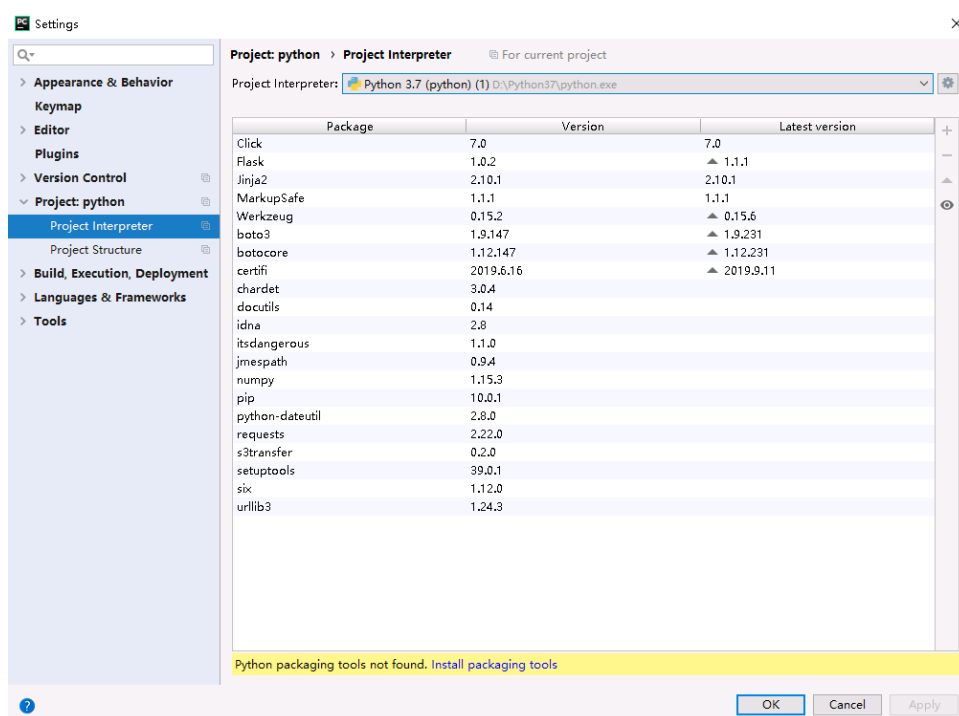 PC Settings
Project: python › Project Interpreter For current project
Project Interpreter: Python 3.7 (python) (1) D:\Python37\python.exe
Appearance & Behavior
Keymap
Editor
Plugins
Version Control
Project: python
Project Interpreter
Project Structure
Build, Execution, Deployment
Languages & Frameworks
Tools
Package Version Latest version
Click 7.0 7.0
Flask 1.0.2 1.1.1
Jinja2 2.10.1 2.10.1
MarkupSafe 1.1.1 1.1.1
Werkzeug 0.15.2 0.15.6
boto3 1.9.147 1.9.231
botocore 1.12.147 1.12.231
certifi 2019.6.16 2019.9.11
chardet 3.0.4
docutils 0.14
idna 2.8
itsdangerous 1.1.0
jmespath 0.9.4
numpy 1.15.3
pip 10.0.1
python-dateutil 2.8.0
requests 2.22.0
s3transfer 0.2.0
setuptools 39.0.1
six 1.12.0
urllib3 1.24.3
Python packaging tools not found. Install packaging tools
? OK Cancel Apply